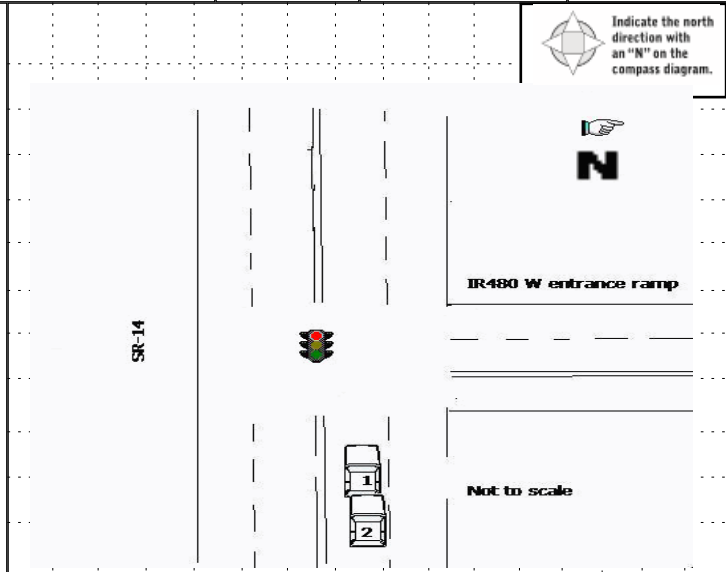 Indicate the north
direction with
an "N" on the
compass diagram.
N
IR480 W entrance ramp
SR-14
1
Not to scale
2